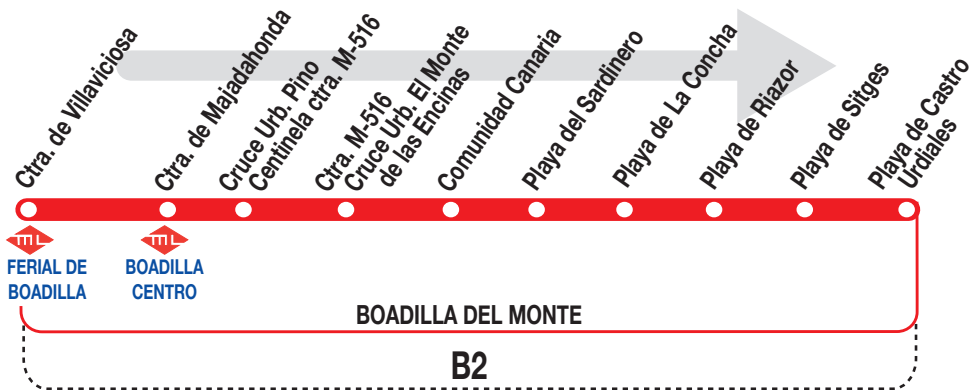 Ctra. de Villaviciosa
Ctra. de Majadahonda
Cruce Urb. Pino
Centinela ctra. M-516
Ctra. M-516
Cruce Urb. El Monte
de las Encinas
Comunidad Canaria
Playa del Sardinero
Playa de La Concha
Playa de Riazor
Playa de Sitges
Playa de Castro
Urdiales
ML
FERIAL DE
BOADILLA
ML
BOADILLA
CENTRO
BOADILLA DEL MONTE
B2